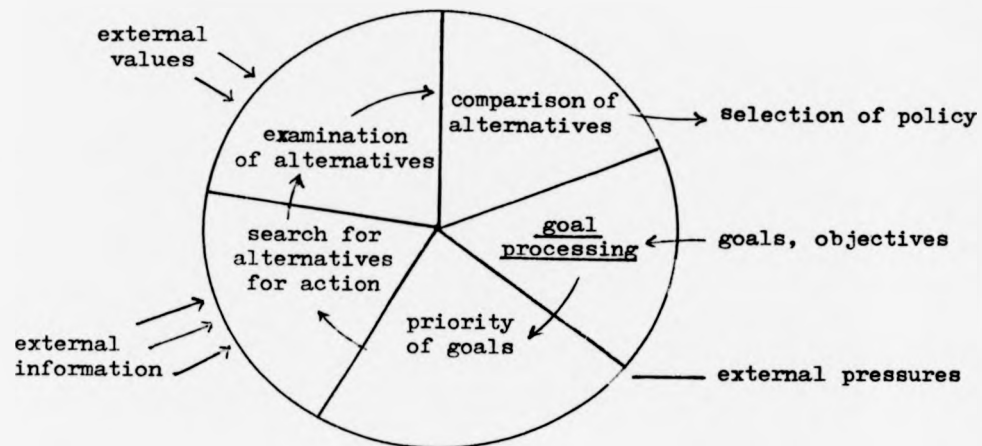 external
values
comparison of
alternatives
selection of policy
examination
of alternatives
goal
processing
goals, objectives
search for
alternatives
for action
priority
of goals
external
information
external pressures